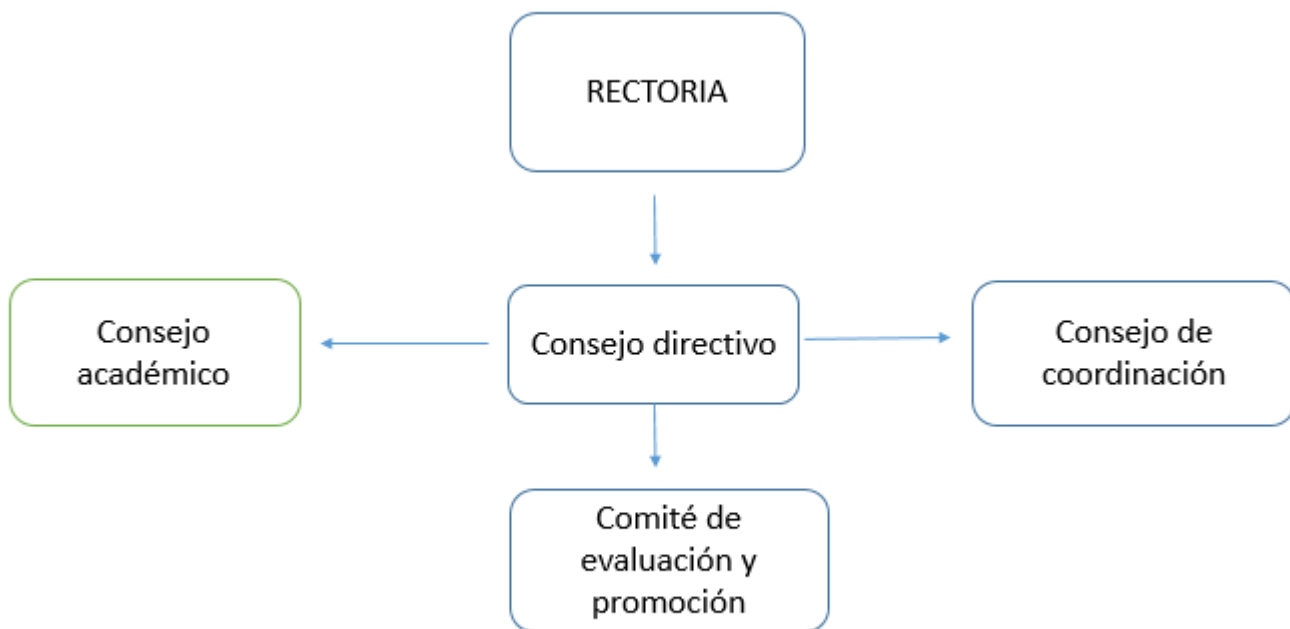 RECTORIA
Consejo
académico
Consejo directivo
Consejo de
coordinación
Comité de
evaluación y
promoción